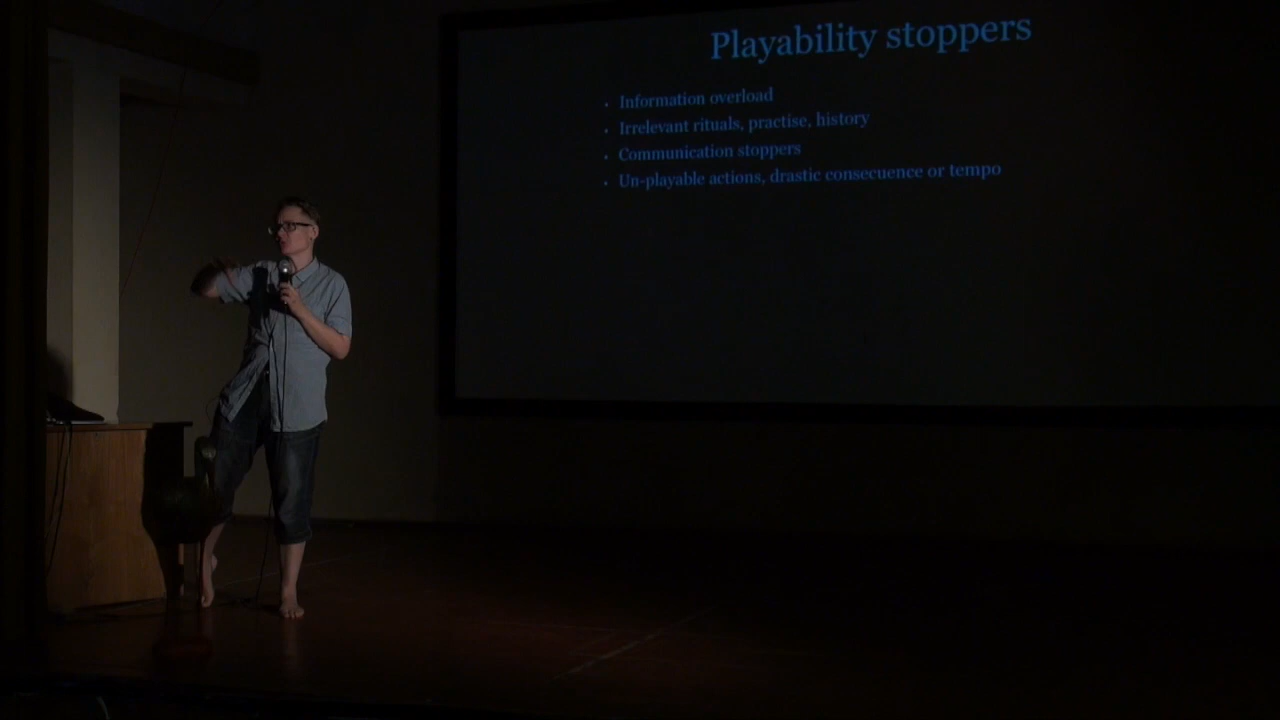 Playability stoppers
Information overload
Irrelevant rituals, practise, history
Communication stoppers
Un-playable actions, drastic consecuence or tempo